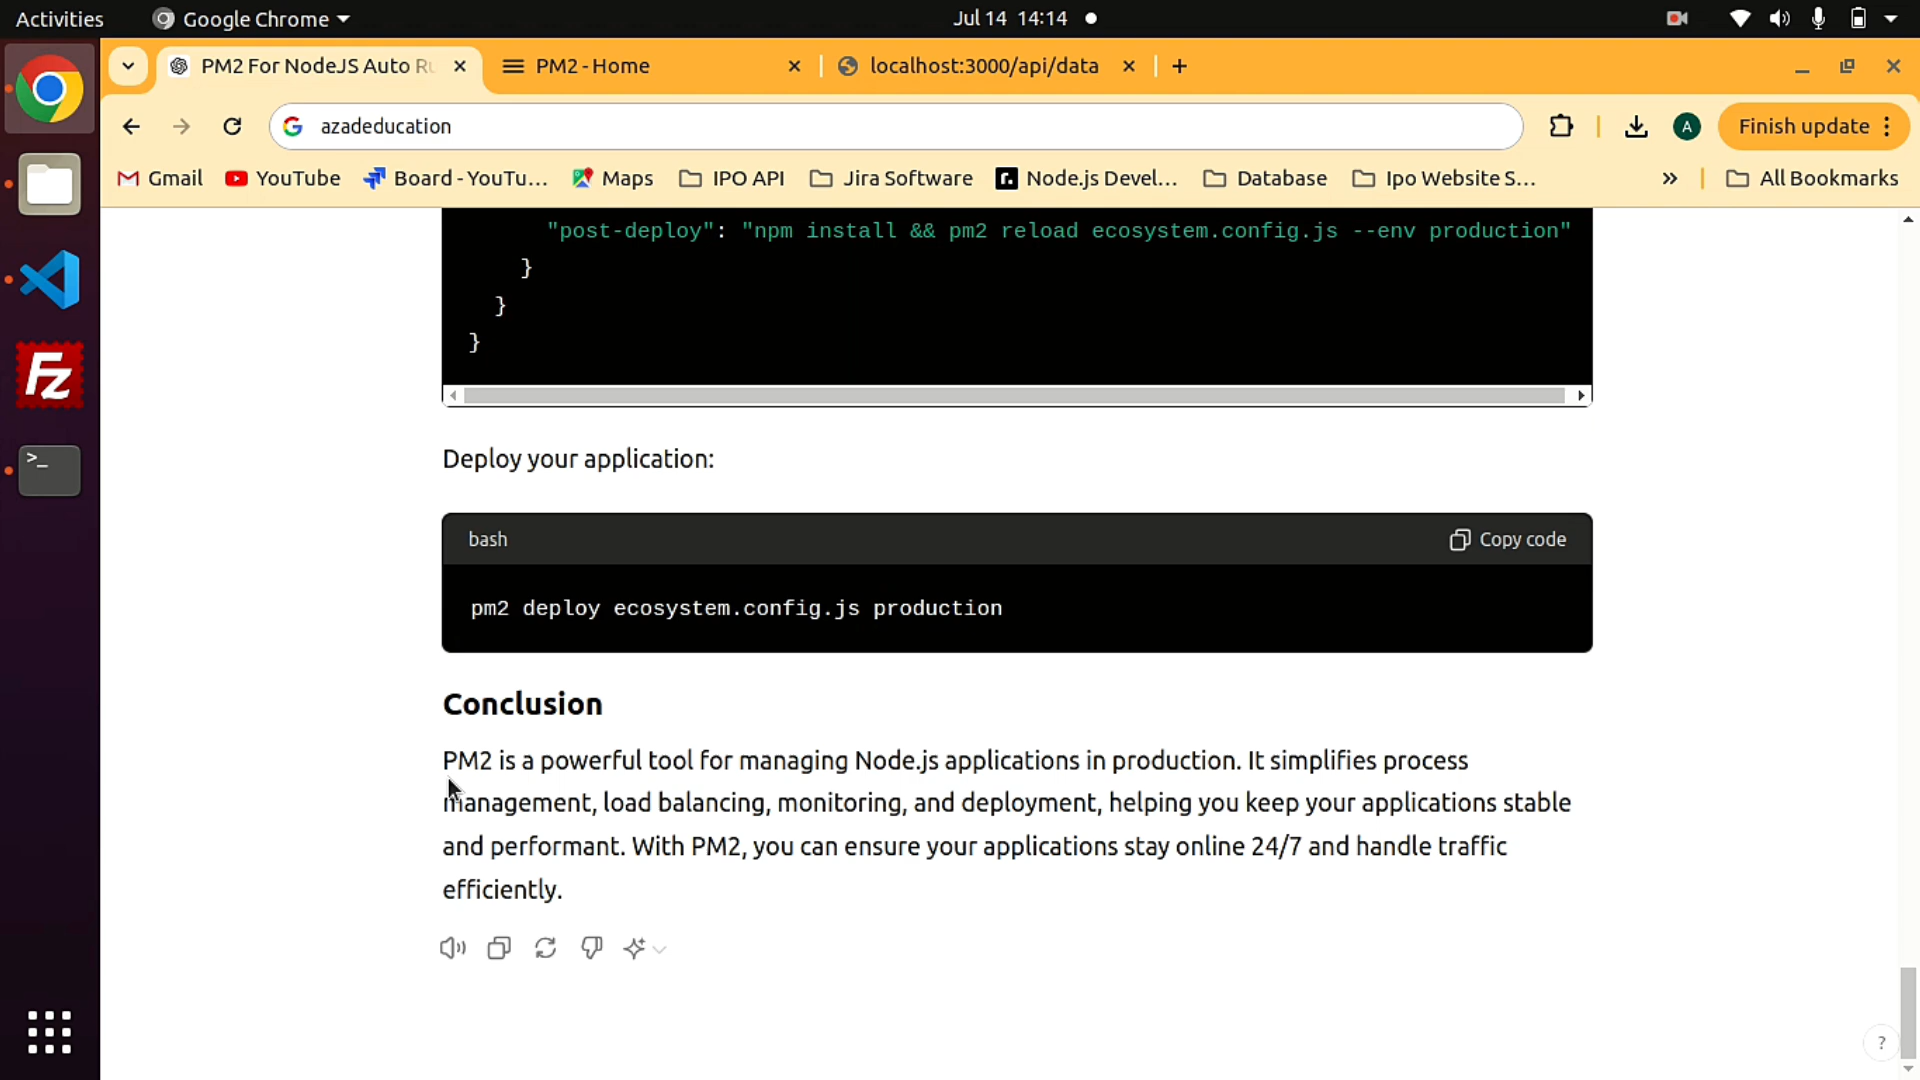 Activities
Google Chrome
Jul 14 14:14
PM2 For NodeJS Auto Ru
PM2 - Home
localhost:3000/api/data
azadeducation
A
Finish update
Gmail
YouTube
Board - YouTu...
Maps
IPO API
Jira Software
Node.js Devel...
Database
Ipo Website S...
All Bookmarks
"post-deploy": "npm install && pm2 reload ecosystem.config.js --env production"
}
}
}
Deploy your application:
bash
Copy code
pm2 deploy ecosystem.config.js production
Conclusion
PM2 is a powerful tool for managing Node.js applications in production. It simplifies process
management, load balancing, monitoring, and deployment, helping you keep your applications stable
and performant. With PM2, you can ensure your applications stay online 24/7 and handle traffic
efficiently.
?